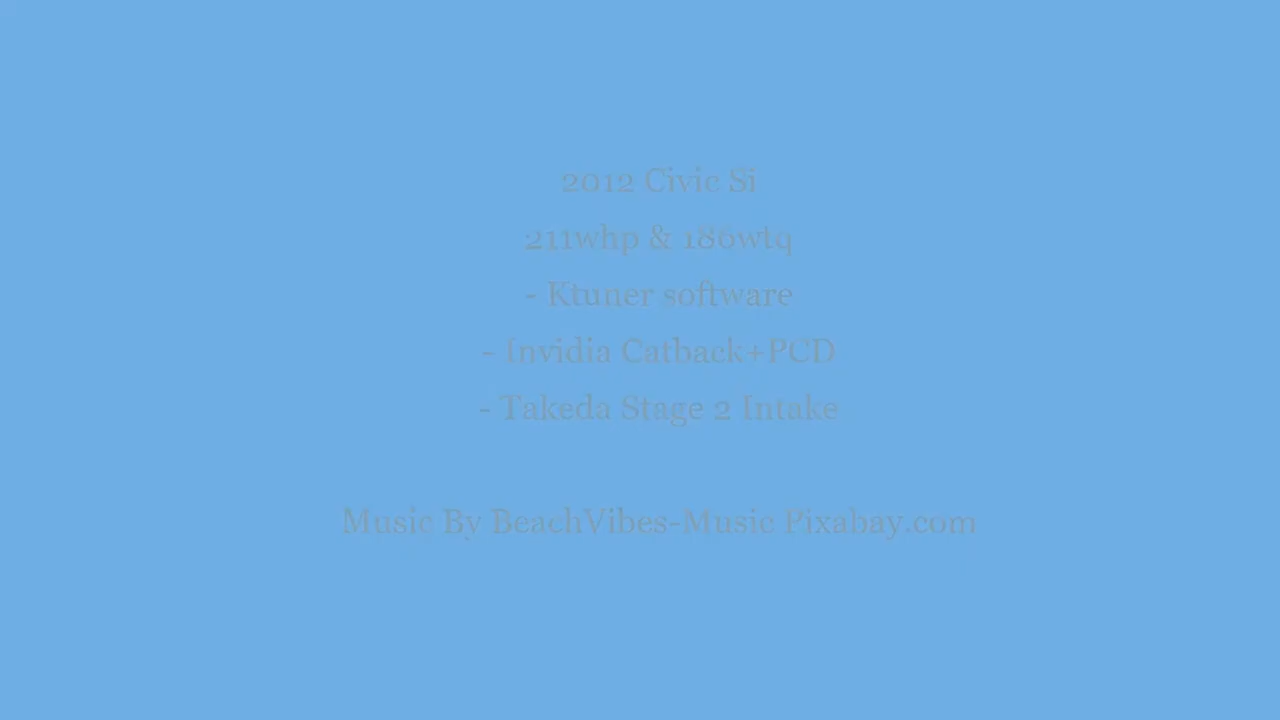 2012 Civic Si
211whp & 186wtq
- Ktuner software
- Invidia Catback+PCD
- Takeda Stage 2 Intake
Music By BeachVibes-Music Pixabay.com